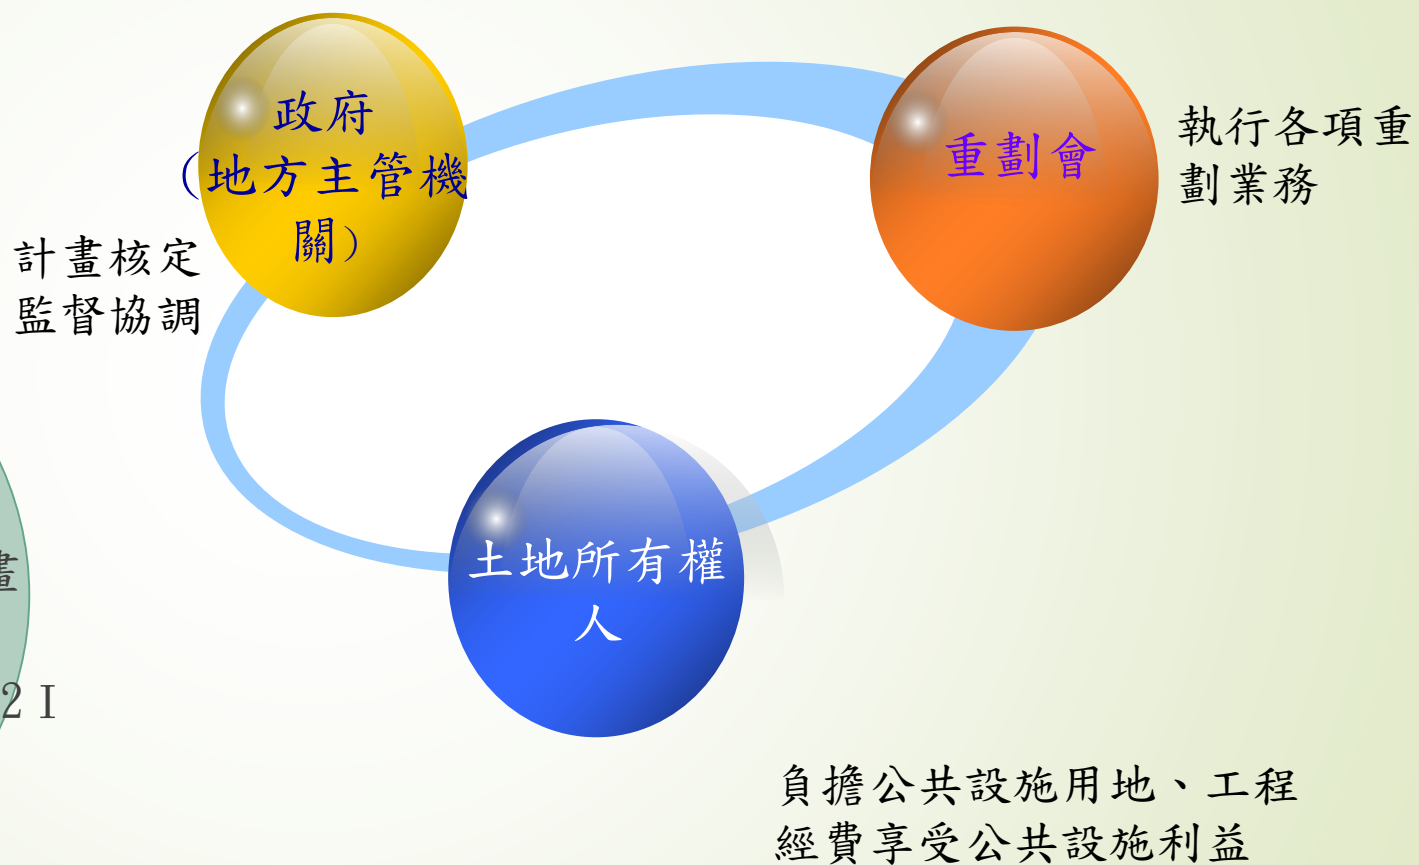 政府
（地方主管機
關）
重劃會
執行各項重
劃業務
計畫核定
監督協調
土地所有權
人
畫
2 I
負擔公共設施用地、工程
經費享受公共設施利益